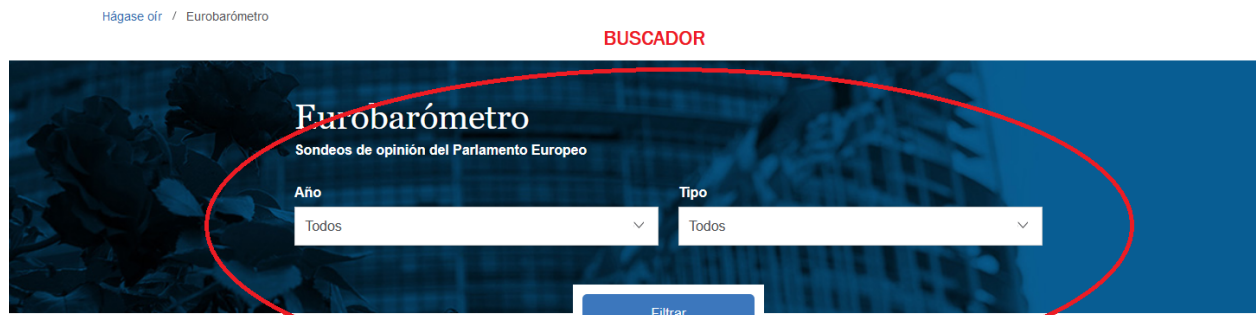 Hágase oír / Eurobarómetro
BUSCADOR
Eurobarómetro
Sondeos de opinión del Parlamento Europeo
Año
Tipo
Todos
Todos
Filtrar